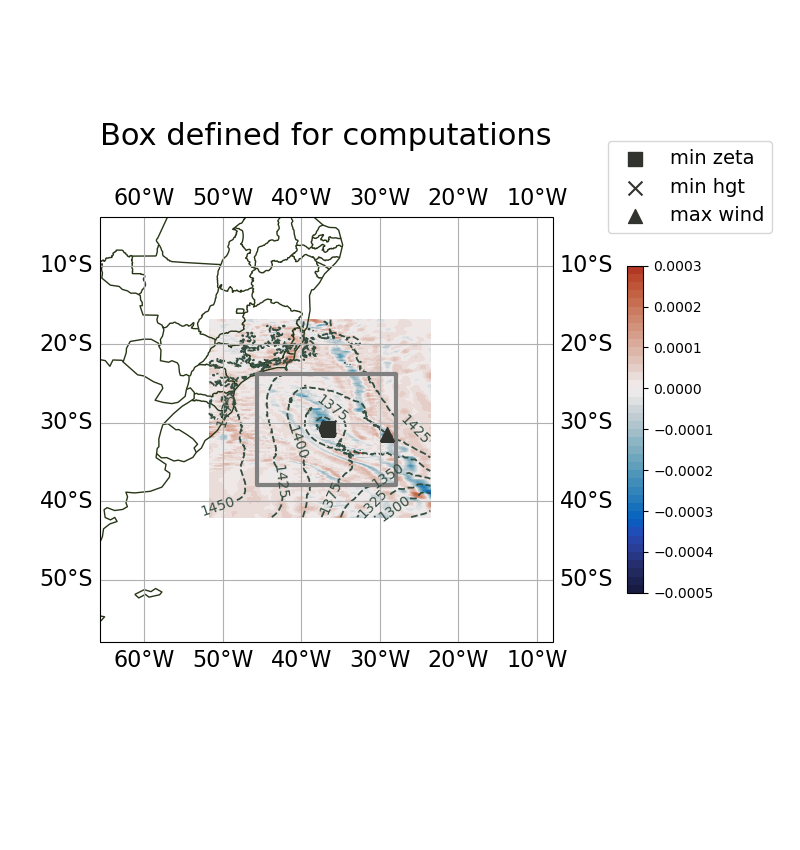 Box defined for computations
min zeta
min hgt
max wind
60°W 50°W 40°W 30°W 20°W 10°W
10°S 10°S
20°S 20°S
30°S 30°S
40°S 40°S
50°S 50°S
60°W 50°W 40°W 30°W 20°W 10°W
1375
1425
1400
1425
1350
1450
1375
1325
1300
0.0003
0.0002
0.0001
0.0000
−0.0001
−0.0002
−0.0003
−0.0004
−0.0005